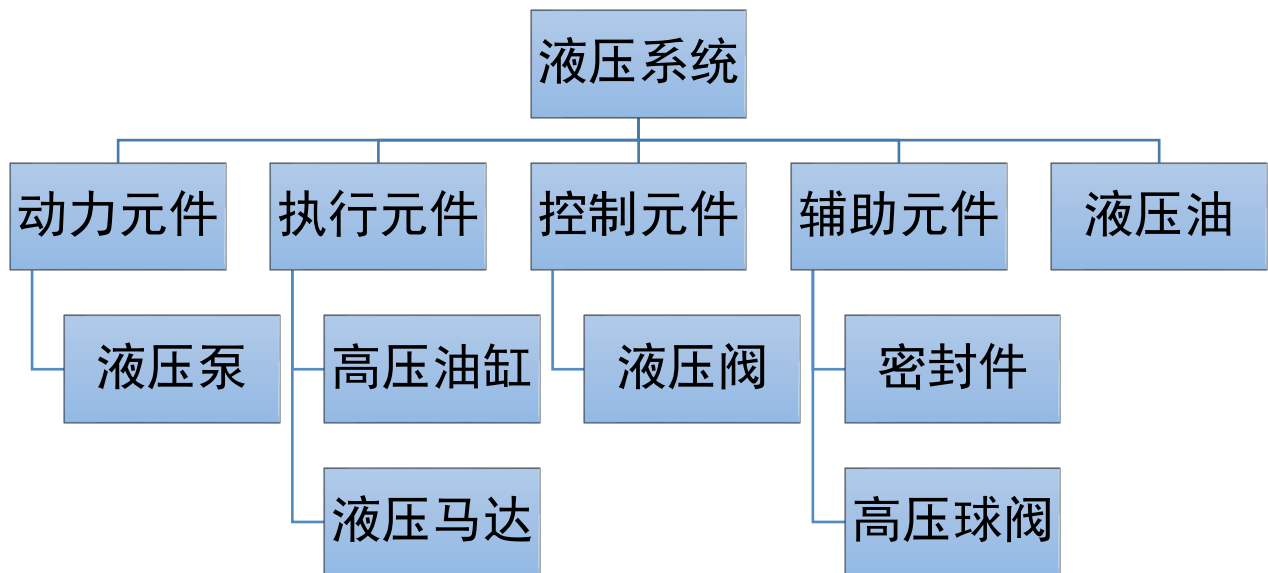 液压系统
动力元件
执行元件
控制元件
辅助元件
液压油
液压泵
高压油缸
液压阀
密封件
液压马达
高压球阀